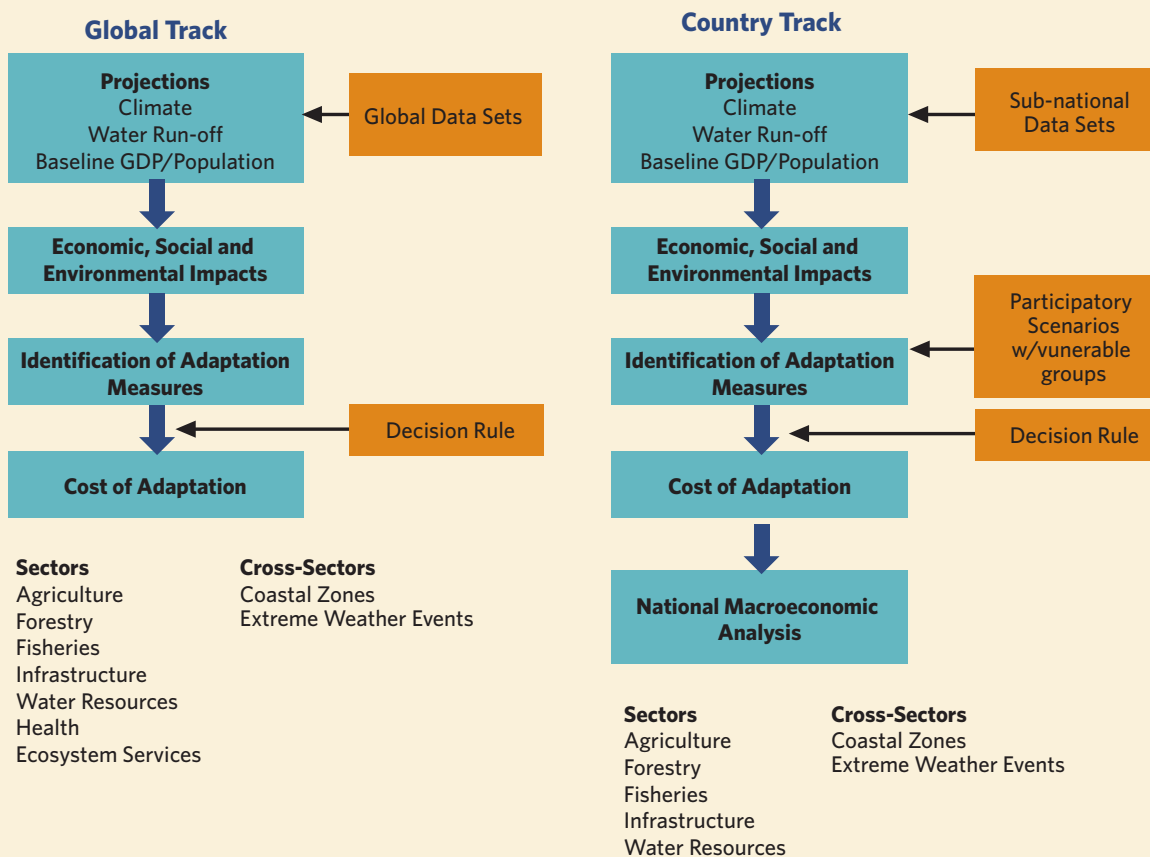 Global Track
Projections
Climate
Water Run-off
Baseline GDP/Population
Global Data Sets
Economic, Social and
Environmental Impacts
Identification of Adaptation
Measures
Decision Rule
Cost of Adaptation
Sectors
Agriculture
Forestry
Fisheries
Infrastructure
Water Resources
Health
Ecosystem Services
Cross-Sectors
Coastal Zones
Extreme Weather Events
Country Track
Projections
Climate
Water Run-off
Baseline GDP/Population
Sub-national
Data Sets
Economic, Social and
Environmental Impacts
Participatory
Scenarios
w/vunerable
groups
Identification of Adaptation
Measures
Decision Rule
Cost of Adaptation
National Macroeconomic
Analysis
Sectors
Agriculture
Forestry
Fisheries
Infrastructure
Water Resources
Cross-Sectors
Coastal Zones
Extreme Weather Events